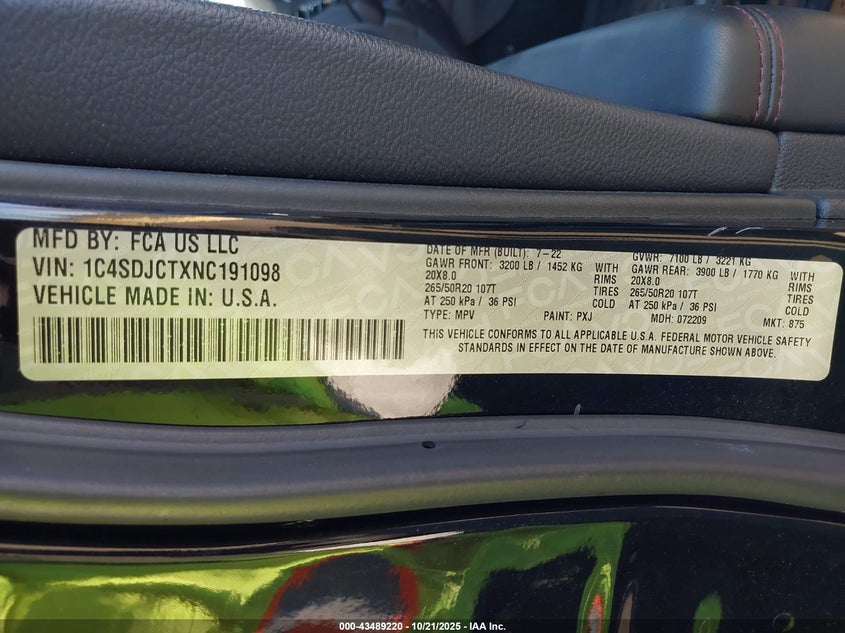 MFD BY: FCA US LLC
VIN: 1C4SDJCTXNC191098
VEHICLE MADE IN: U.S.A.
DATE OF MFR (BUILT): 7-22 GVWR: 7100 LB / 3221 KG
GAWR FRONT: 3200 LB / 1452 KG WITH GAWR REAR: 3900 LB / 1770 KG WITH
20X8.0 RIMS 20X8.0 RIMS
265/50R20 107T TIRES 265/50R20 107T TIRES
AT 250 kPa / 36 PSI COLD AT 250 kPa / 36 PSI COLD
TYPE: MPV PAINT: PXJ MDH: 072209 MKT: 875
THIS VEHICLE CONFORMS TO ALL APPLICABLE U.S.A. FEDERAL MOTOR VEHICLE SAFETY
STANDARDS IN EFFECT ON THE DATE OF MANUFACTURE SHOWN ABOVE.
000-43489220 - 10/21/2025 - IAA Inc.